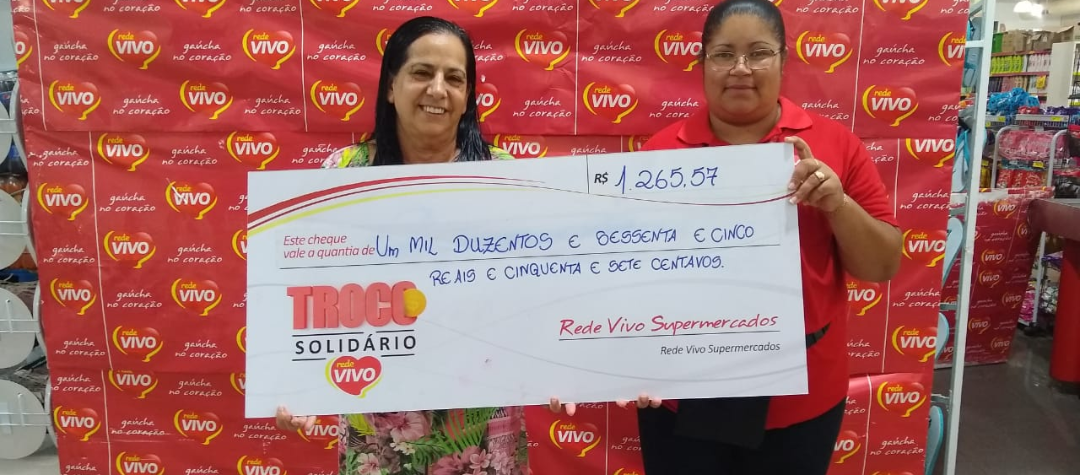 rede
VIVO
gaúcha
no coração
R$ 1.265,57
Este cheque
vale a quantia de Um MIL DUZENTOS E SESSENTA E CINCO
REAIS E CINQUENTA E SETE CENTAVOS.
TROCO
SOLIDÁRIO
rede
VIVO
Rede Vivo Supermercados
Rede Vivo Supermercados